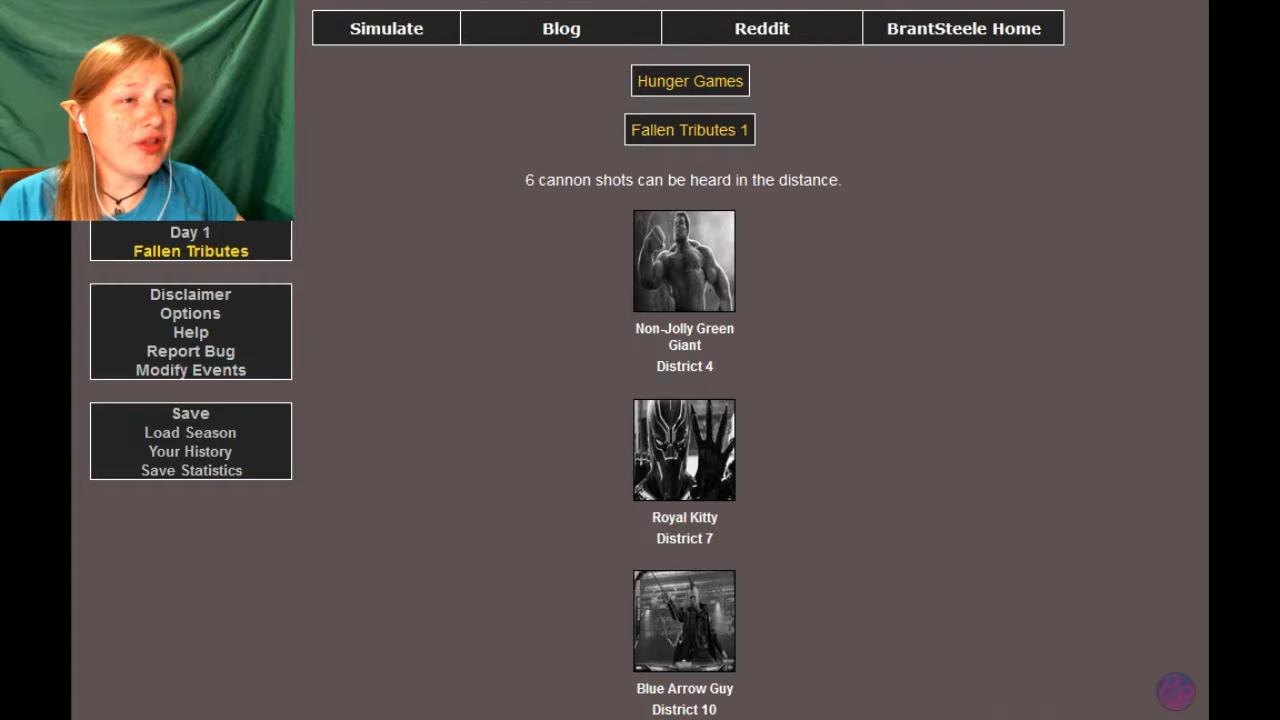 Simulate
Blog
Reddit
BrantSteele Home
Hunger Games
Fallen Tributes 1
6 cannon shots can be heard in the distance.
Day 1
Fallen Tributes
Disclaimer
Options
Help
Report Bug
Modify Events
Save
Load Season
Your History
Save Statistics
Non-Jolly Green
Giant
District 4
Royal Kitty
District 7
Blue Arrow Guy
District 10